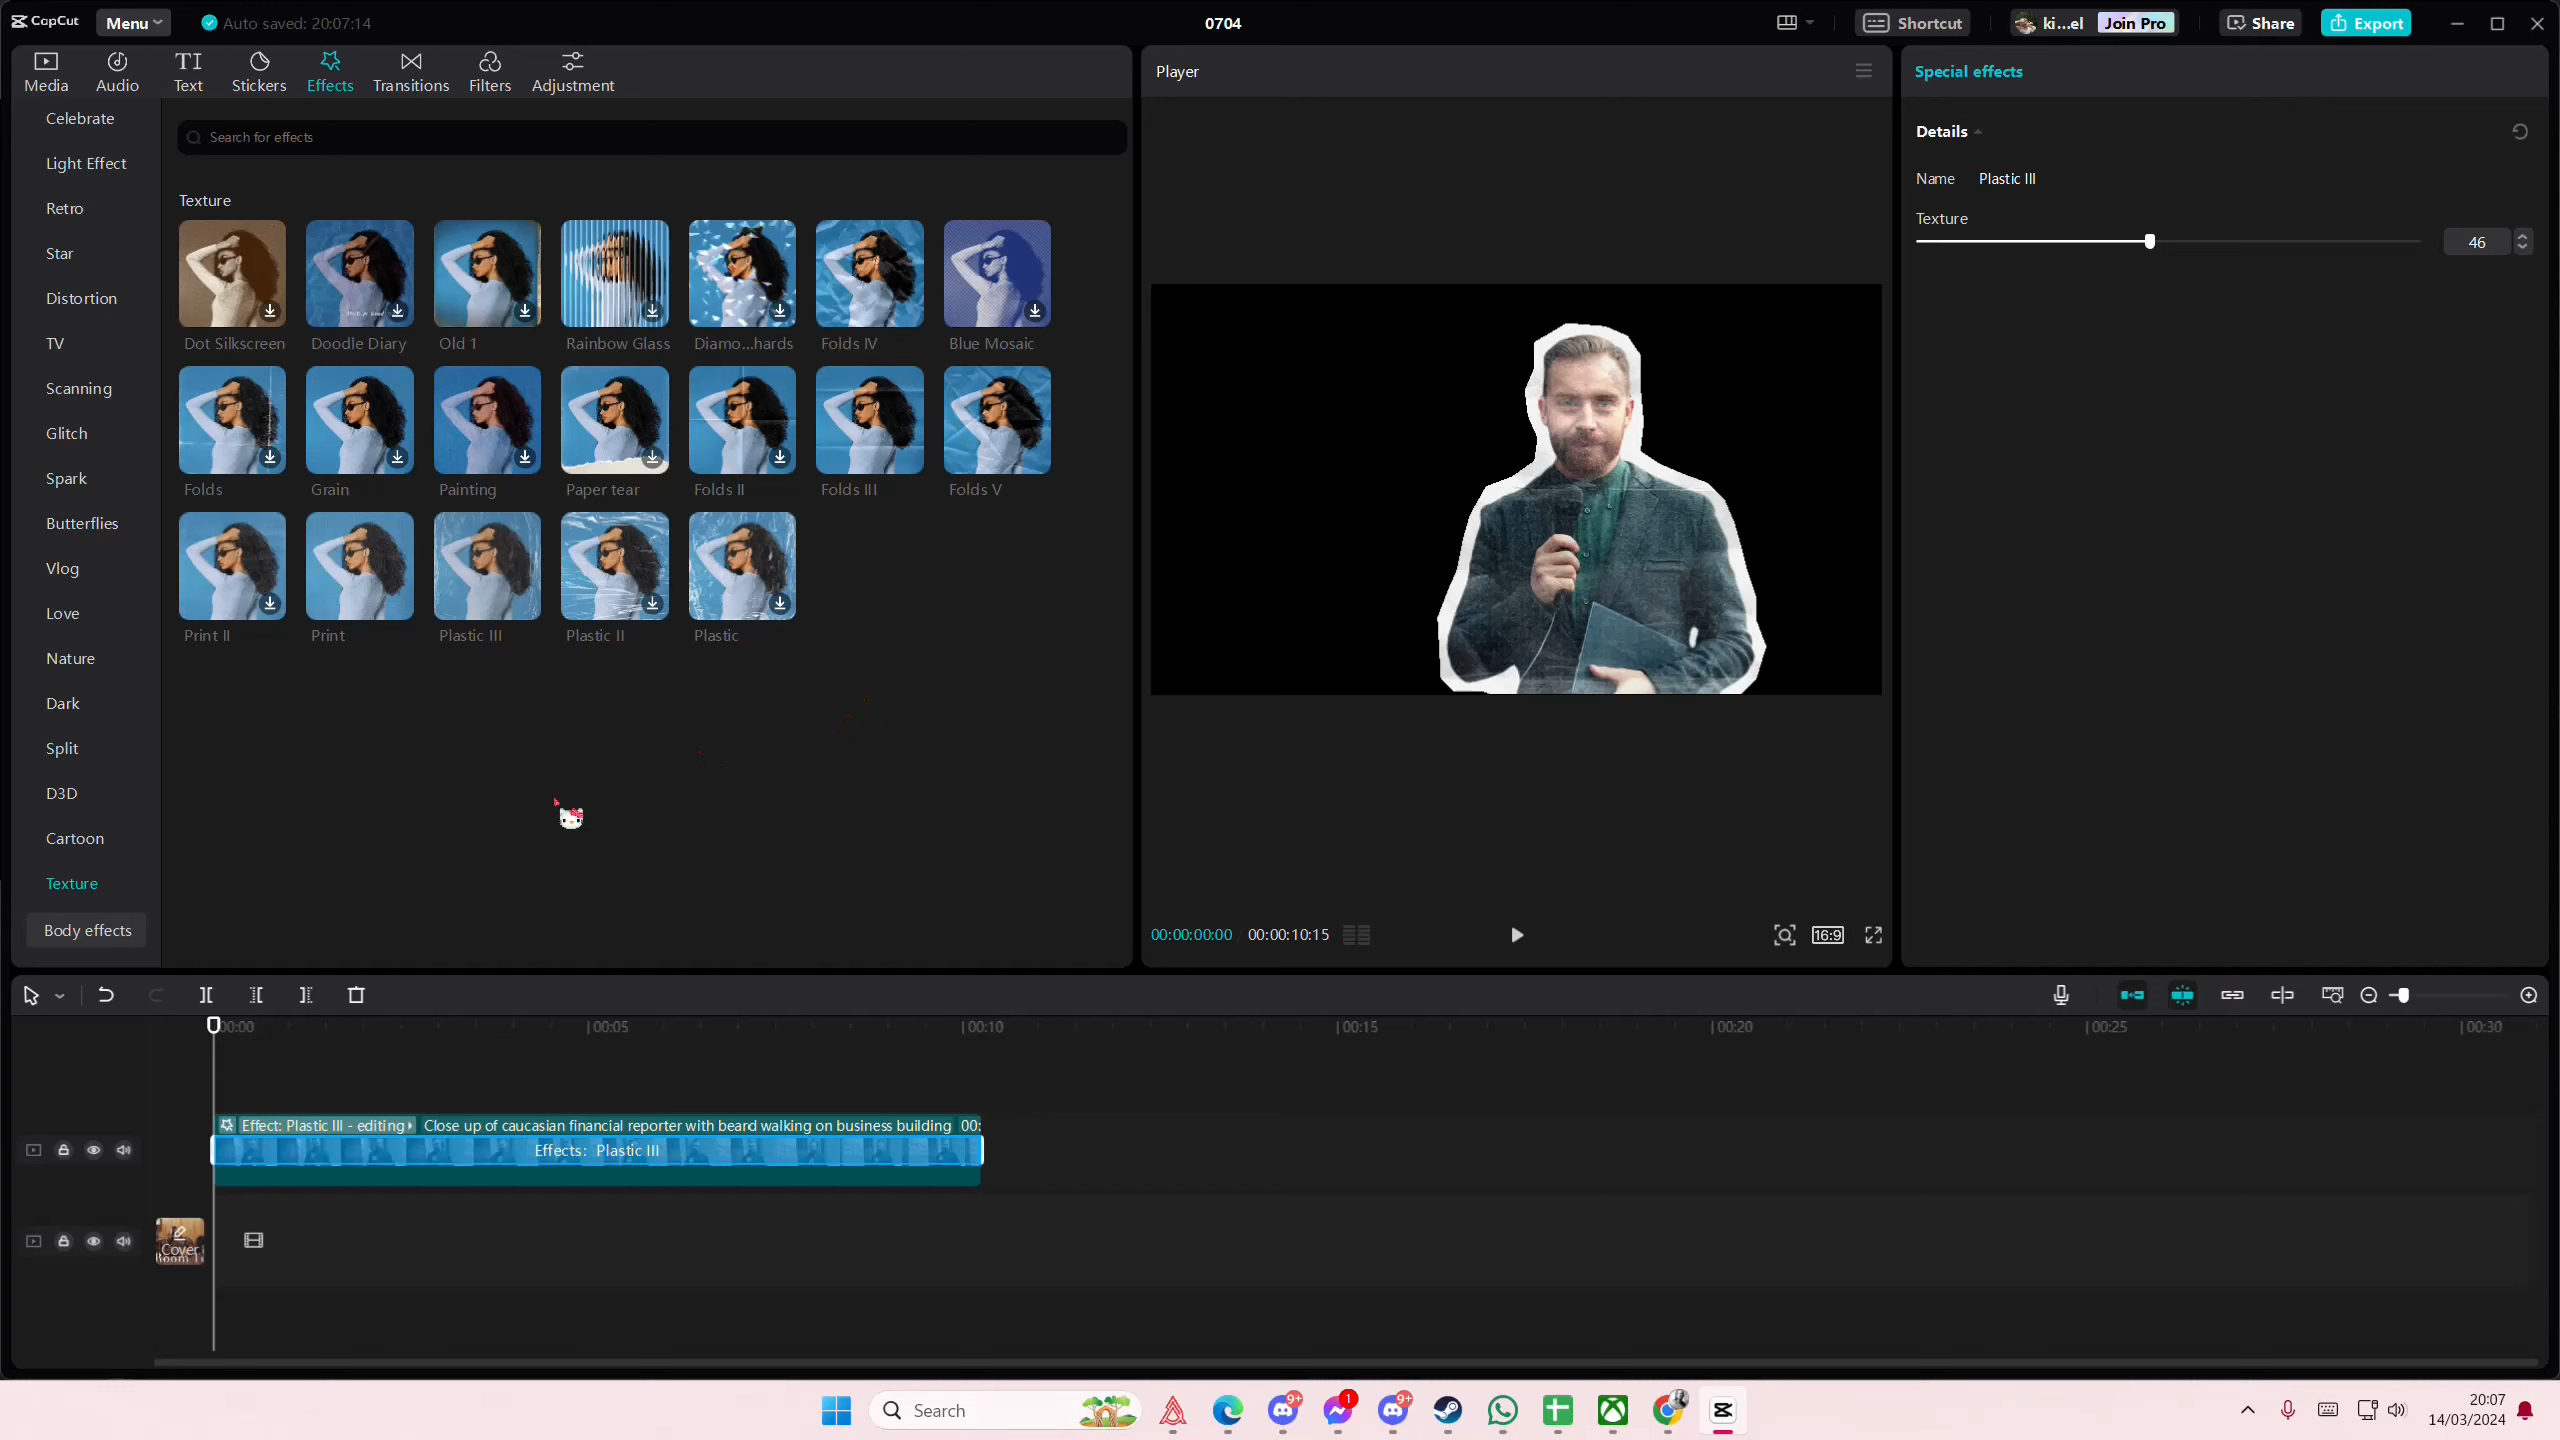 CapCut
Menu
Auto saved: 20:07:14
0704
Shortcut
ki...el
Join Pro
Share
Export
Media
Audio
Text
Stickers
Effects
Transitions
Filters
Adjustment
Player
Special effects
Celebrate
Light Effect
Retro
Star
Distortion
TV
Scanning
Glitch
Spark
Butterflies
Vlog
Love
Nature
Dark
Split
D3D
Cartoon
Texture
Body effects
Search for effects
Texture
Dot Silkscreen
Doodle Diary
Old 1
Rainbow Glass
Diamo...hards
Folds IV
Blue Mosaic
Folds
Grain
Painting
Paper tear
Folds II
Folds III
Folds V
Print II
Print
Plastic III
Plastic II
Plastic
00:00:00:00
00:00:10:15
16:9
Details
Name Plastic III
Texture
46
00:00
00:05
00:10
00:15
00:20
00:25
00:30
Effect: Plastic III - editing
Close up of caucasian financial reporter with beard walking on business building 00:
Effects: Plastic III
Cover
Search
9+
1
9+
20:07
14/03/2024